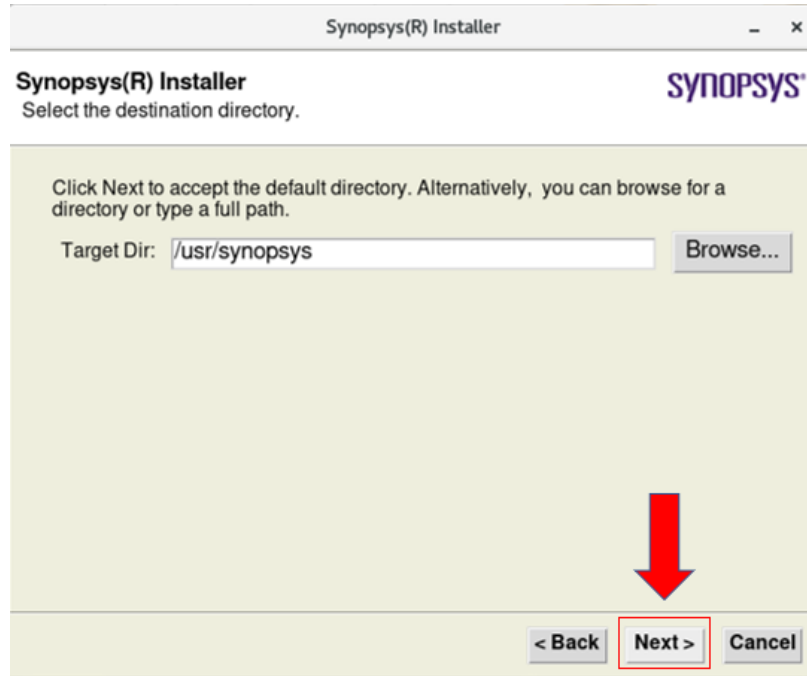 Synopsys(R) Installer
Synopsys(R) Installer
SYNOPSYS®
Select the destination directory.
Click Next to accept the default directory. Alternatively, you can browse for a
directory or type a full path.
Target Dir: /usr/synopsys Browse...
< Back Next > Cancel